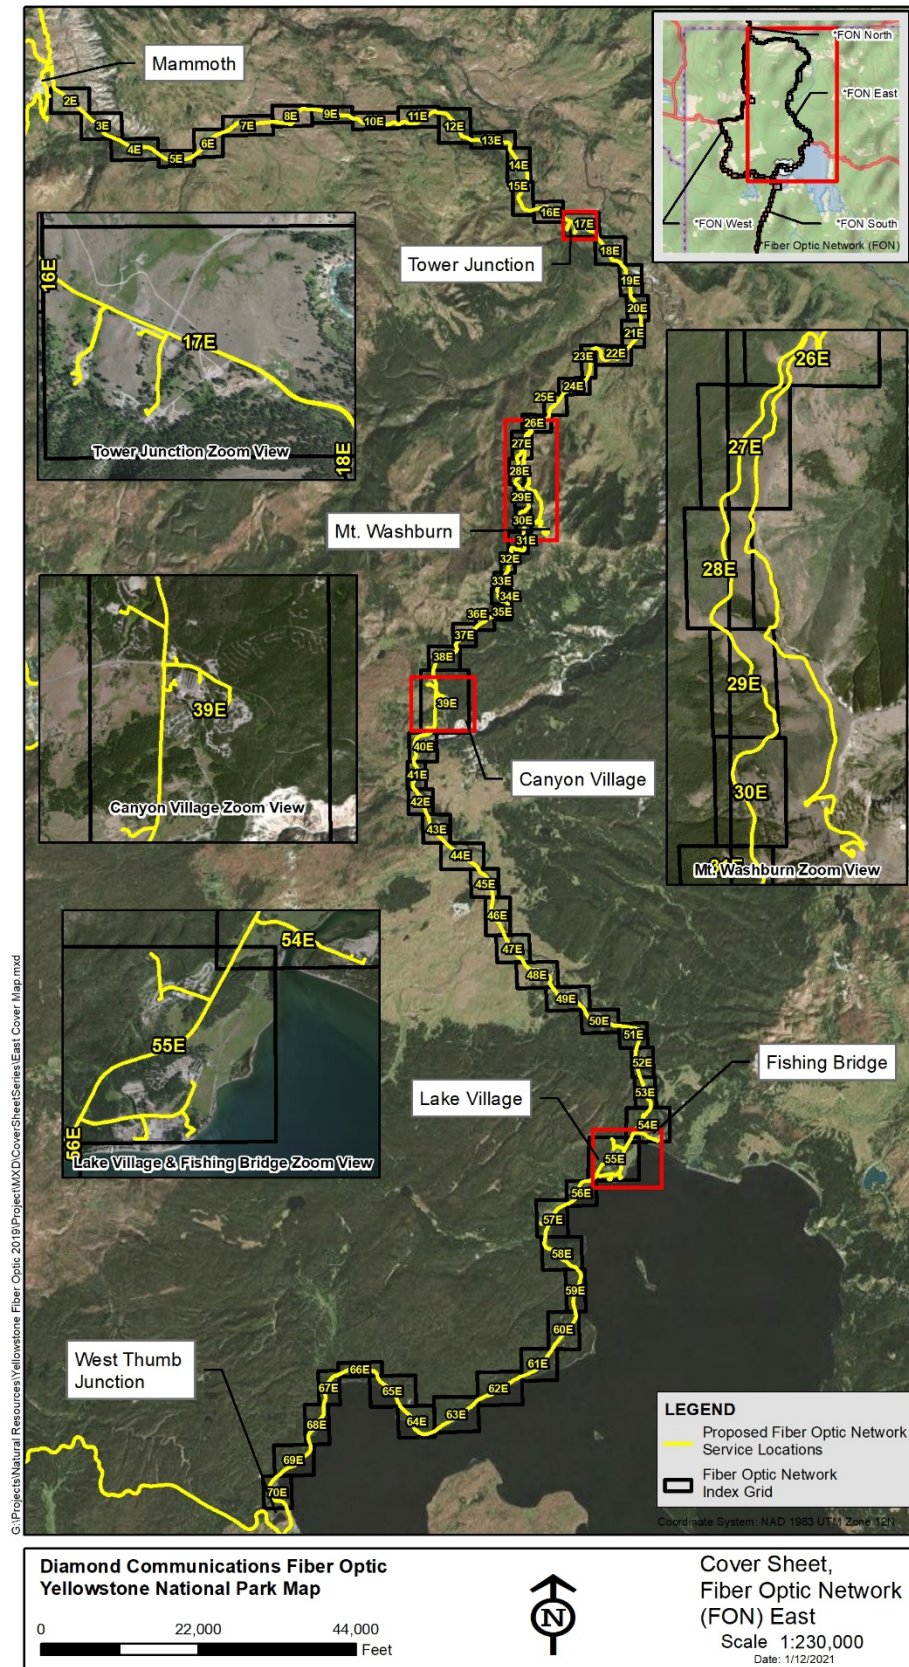 Mammoth
2E
3E
4E
5E
6E
7E
8E
9E
10E
11E
12E
13E
14E
15E
16E
17E
18E
19E
20E
21E
22E
23E
24E
25E
26E
27E
28E
29E
30E
31E
32E
33E
34E
35E
36E
37E
38E
39E
40E
41E
42E
43E
44E
45E
46E
47E
48E
49E
50E
51E
52E
53E
54E
55E
56E
57E
58E
59E
60E
61E
62E
63E
64E
65E
66E
67E
68E
69E
70E
*FON North
*FON East
*FON West
*FON South
*Fiber Optic Network (FON)
Tower Junction
16E
17E
18E
Tower Junction Zoom View
Mt. Washburn
26E
27E
28E
29E
30E
31E
Mt. Washburn Zoom View
39E
Canyon Village Zoom View
Canyon Village
54E
55E
56E
Lake Village & Fishing Bridge Zoom View
Fishing Bridge
Lake Village
West Thumb
Junction
LEGEND
Proposed Fiber Optic Network
Service Locations
Fiber Optic Network
Index Grid
Coordinate System: NAD 1983 UTM Zone 12N
G:\Projects\Natural Resources\Yellowstone Fiber Optic 2019\Project\MXD\CoverSheetSeries\East Cover Map.mxd
Diamond Communications Fiber Optic
Yellowstone National Park Map
0 22,000 44,000
Feet
N
Cover Sheet,
Fiber Optic Network
(FON) East
Scale 1:230,000
Date: 1/12/2021